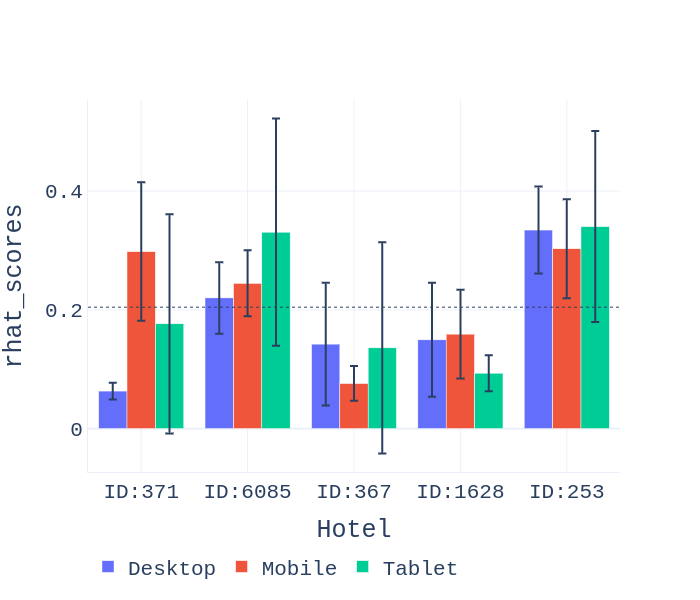 rhat_scores
0.4
0.2
0
ID:371 ID:6085 ID:367 ID:1628 ID:253
Hotel
Desktop Mobile Tablet